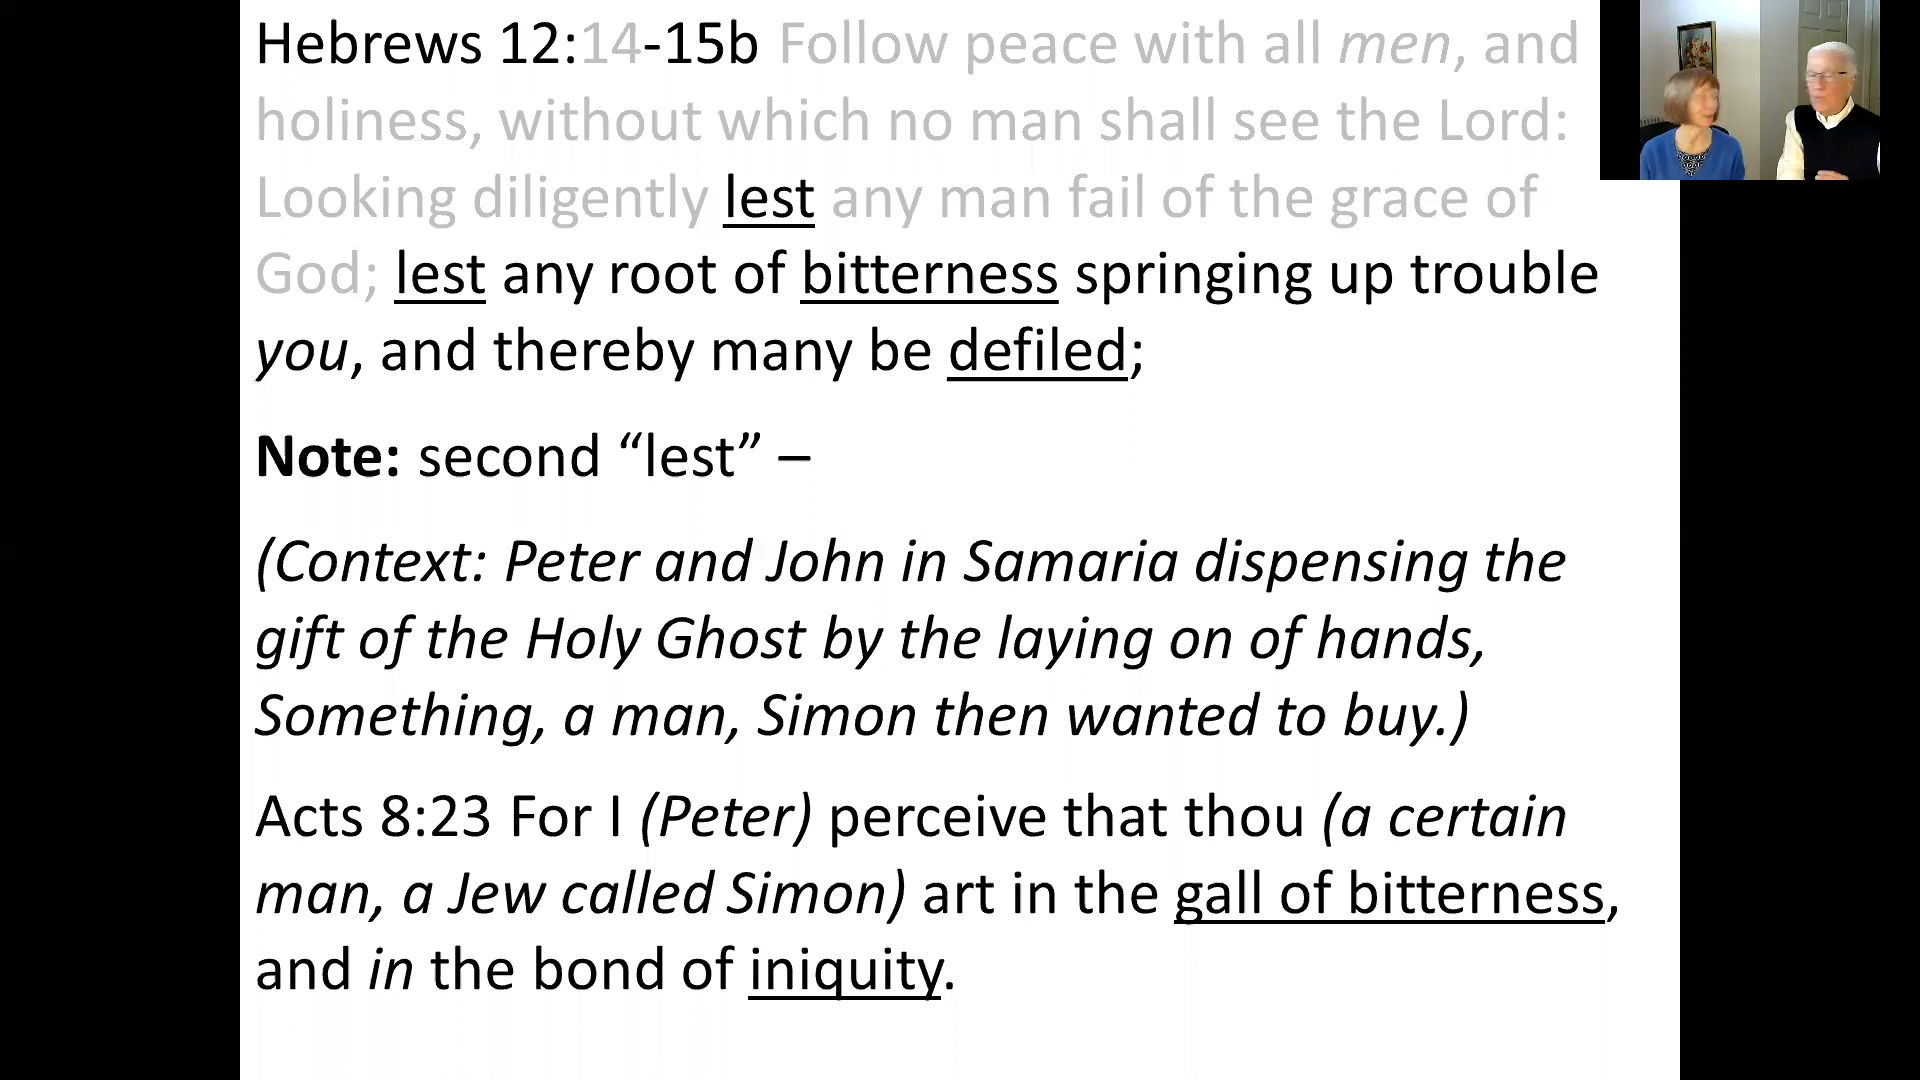 Hebrews 12:14-15b Follow peace with all men, and
holiness, without which no man shall see the Lord:
Looking diligently lest any man fail of the grace of
God; lest any root of bitterness springing up trouble
you, and thereby many be defiled;
Note: second “lest” –
(Context: Peter and John in Samaria dispensing the
gift of the Holy Ghost by the laying on of hands,
Something, a man, Simon then wanted to buy.)
Acts 8:23 For I (Peter) perceive that thou (a certain
man, a Jew called Simon) art in the gall of bitterness,
and in the bond of iniquity.